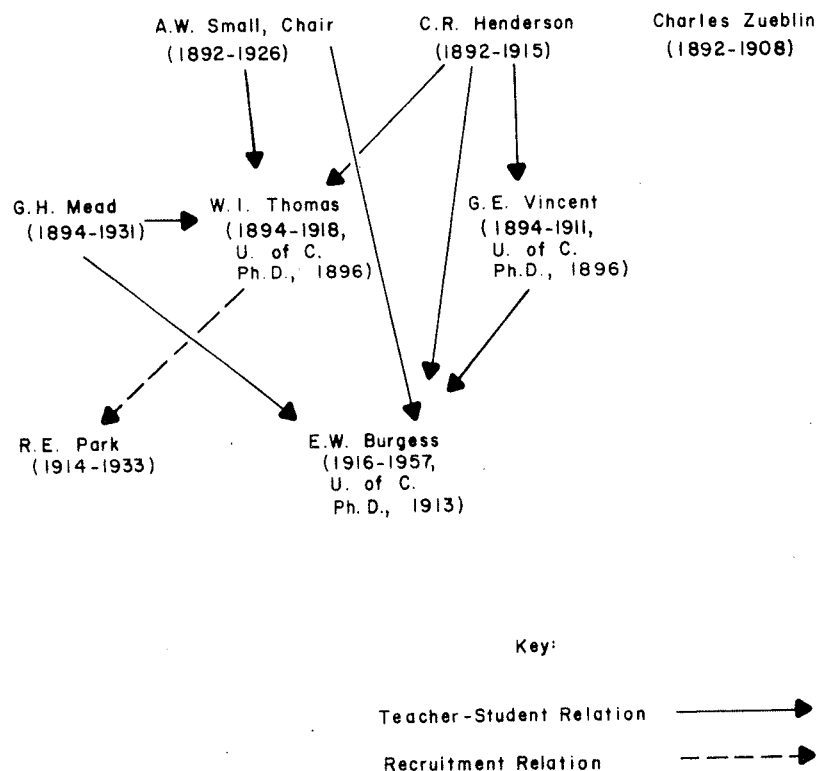 A.W. Small, Chair
(1892-1926)
C.R. Henderson
(1892-1915)
Charles Zueblin
(1892-1908)
G.H. Mead
(1894-1931)
W.I. Thomas
(1894-1918,
U. of C.
Ph.D., 1896)
G.E. Vincent
(1894-1911,
U. of C.
Ph.D., 1896)
R.E. Park
(1914-1933)
E.W. Burgess
(1916-1957,
U. of C.
Ph.D., 1913)
Key:
Teacher-Student Relation
Recruitment Relation